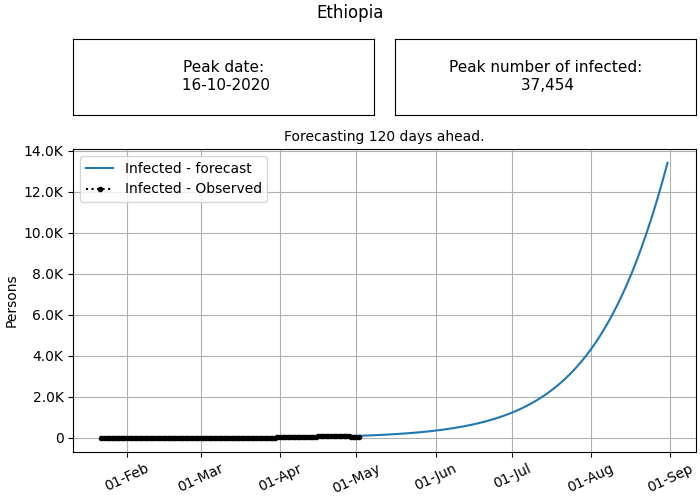 Ethiopia
Peak date:
16-10-2020
Peak number of infected:
37,454
Forecasting 120 days ahead.
14.0K
12.0K
10.0K
8.0K
6.0K
4.0K
2.0K
0
Persons
Infected - forecast
Infected - Observed
01-Feb
01-Mar
01-Apr
01-May
01-Jun
01-Jul
01-Aug
01-Sep